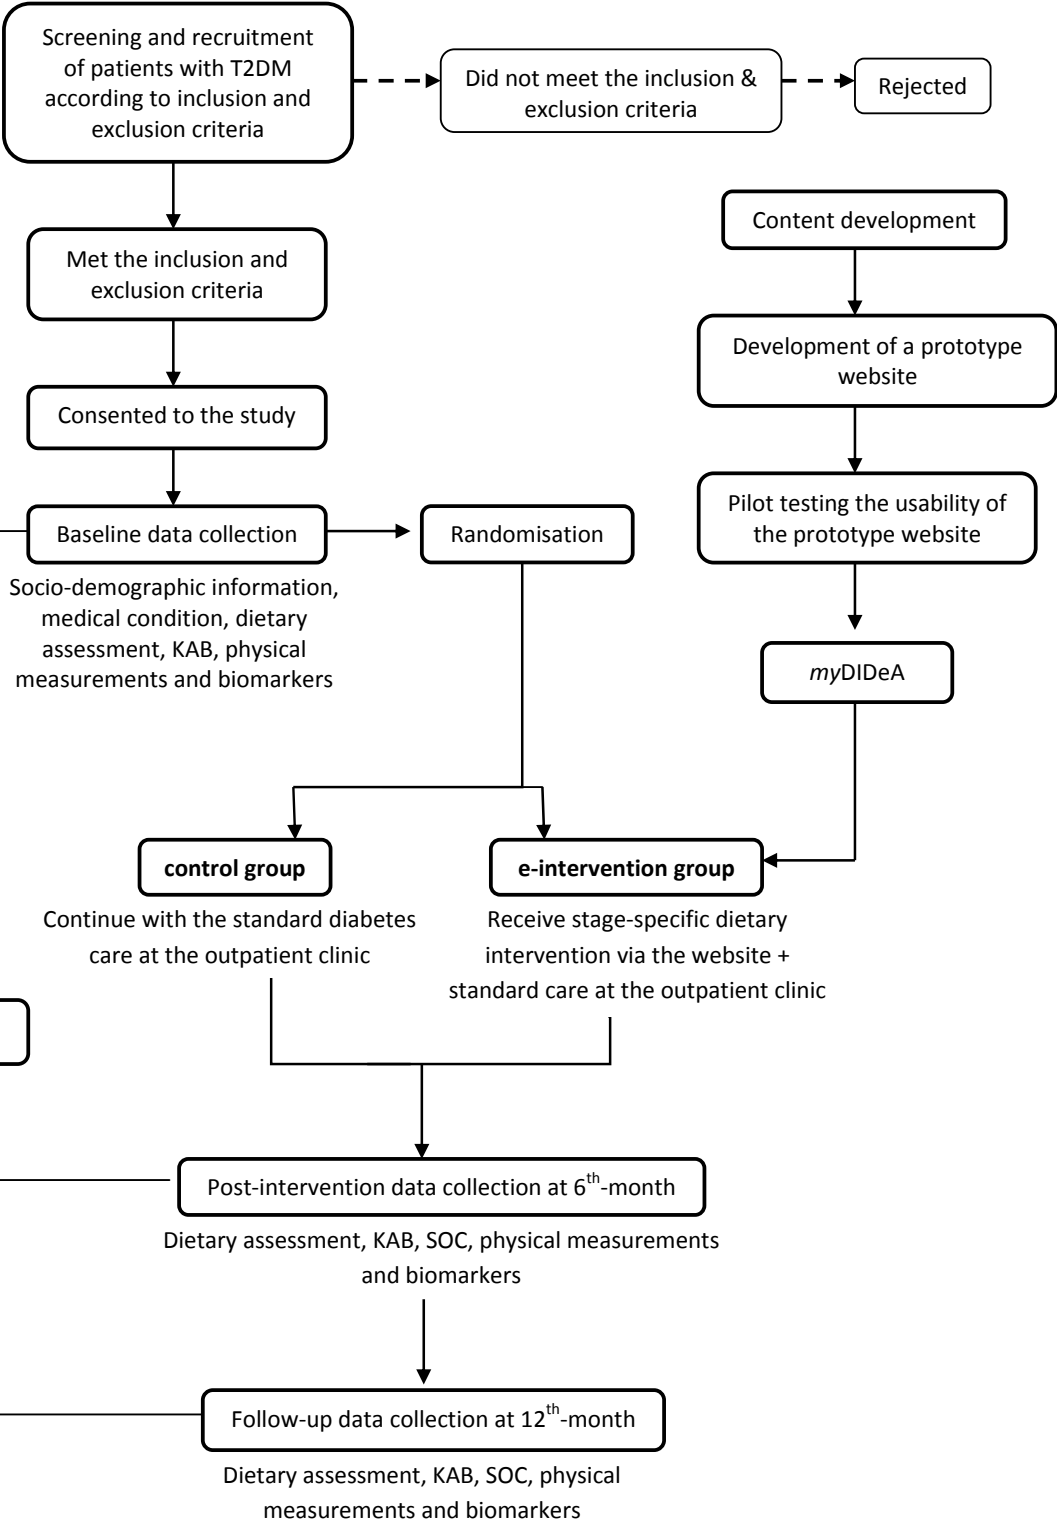 Screening and recruitment
of patients with T2DM
according to inclusion and
exclusion criteria
Did not meet the inclusion &
exclusion criteria
Rejected
Met the inclusion and
exclusion criteria
Consented to the study
Baseline data collection
Socio-demographic information,
medical condition, dietary
assessment, KAB, physical
measurements and biomarkers
Randomisation
Content development
Development of a prototype
website
Pilot testing the usability of
the prototype website
myDIDeA
control group
Continue with the standard diabetes
care at the outpatient clinic
e-intervention group
Receive stage-specific dietary
intervention via the website +
standard care at the outpatient clinic
Post-intervention data collection at 6th-month
Dietary assessment, KAB, SOC, physical measurements
and biomarkers
Follow-up data collection at 12th-month
Dietary assessment, KAB, SOC, physical
measurements and biomarkers